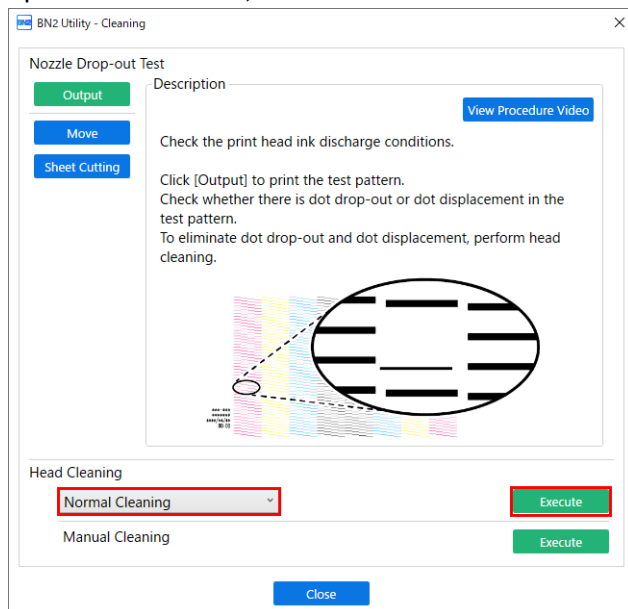 BN2 Utility - Cleaning
Nozzle Drop-out Test
Output
Move
Sheet Cutting
Description
View Procedure Video
Check the print head ink discharge conditions.
Click [Output] to print the test pattern.
Check whether there is dot drop-out or dot displacement in the
test pattern.
To eliminate dot drop-out and dot displacement, perform head
cleaning.
Head Cleaning
Normal Cleaning
Execute
Manual Cleaning
Execute
Close